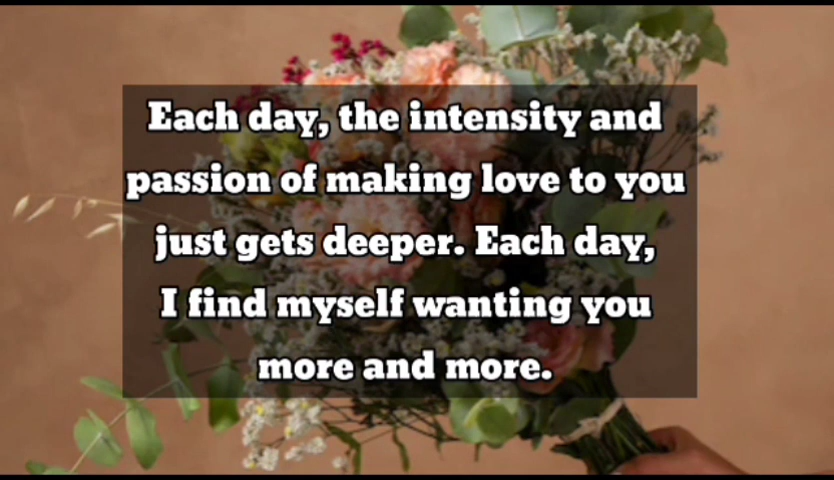 Each day, the intensity and
passion of making love to you
just gets deeper. Each day,
I find myself wanting you
more and more.